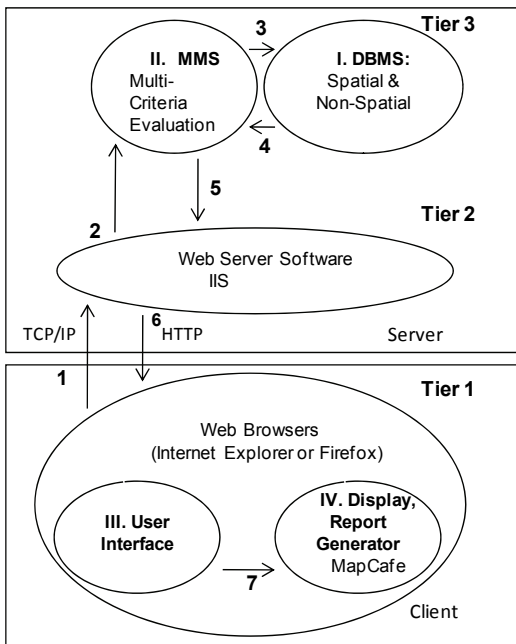 3
Tier 3
II. MMS
Multi-
Criteria
Evaluation
I. DBMS:
Spatial &
Non-Spatial
4
5
2
Tier 2
Web Server Software
IIS
TCP/IP
6
HTTP
Server
1
Tier 1
Web Browsers
(Internet Explorer or Firefox)
III. User
Interface
IV. Display,
Report
Generator
MapCafe
7
Client